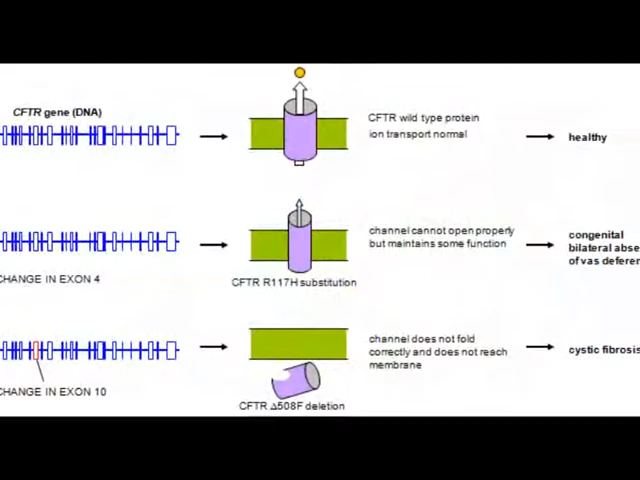 CFTR gene (DNA)
CFTR wild type protein
ion transport normal
healthy
channel cannot open properly
but maintains some function
congenital
bilateral abse
of vas deferen
CHANGE IN EXON 4
CFTR R117H substitution
channel does not fold
correctly and does not reach
membrane
cystic fibrosis
CHANGE IN EXON 10
CFTR Δ508F deletion